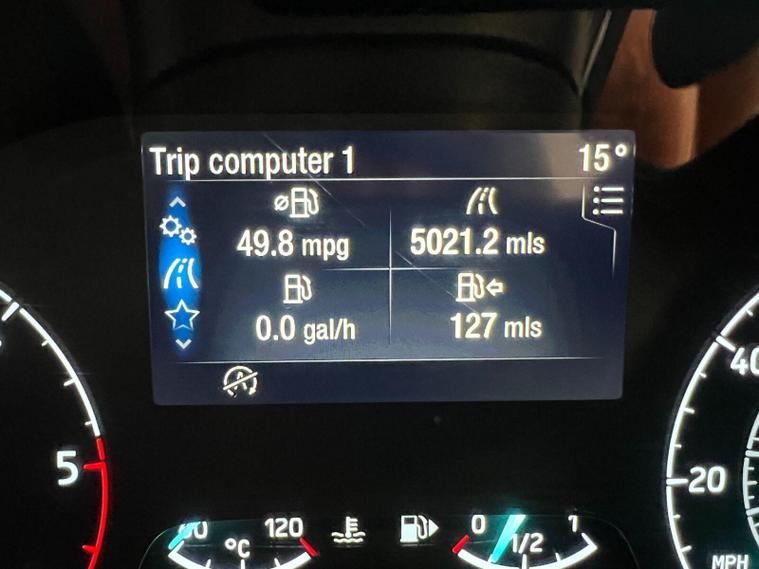 Trip computer 1 15°
49.8 mpg 5021.2 mls
0.0 gal/h 127 mls
A
5
40
20
MPH
120
°C
0 1/2 1